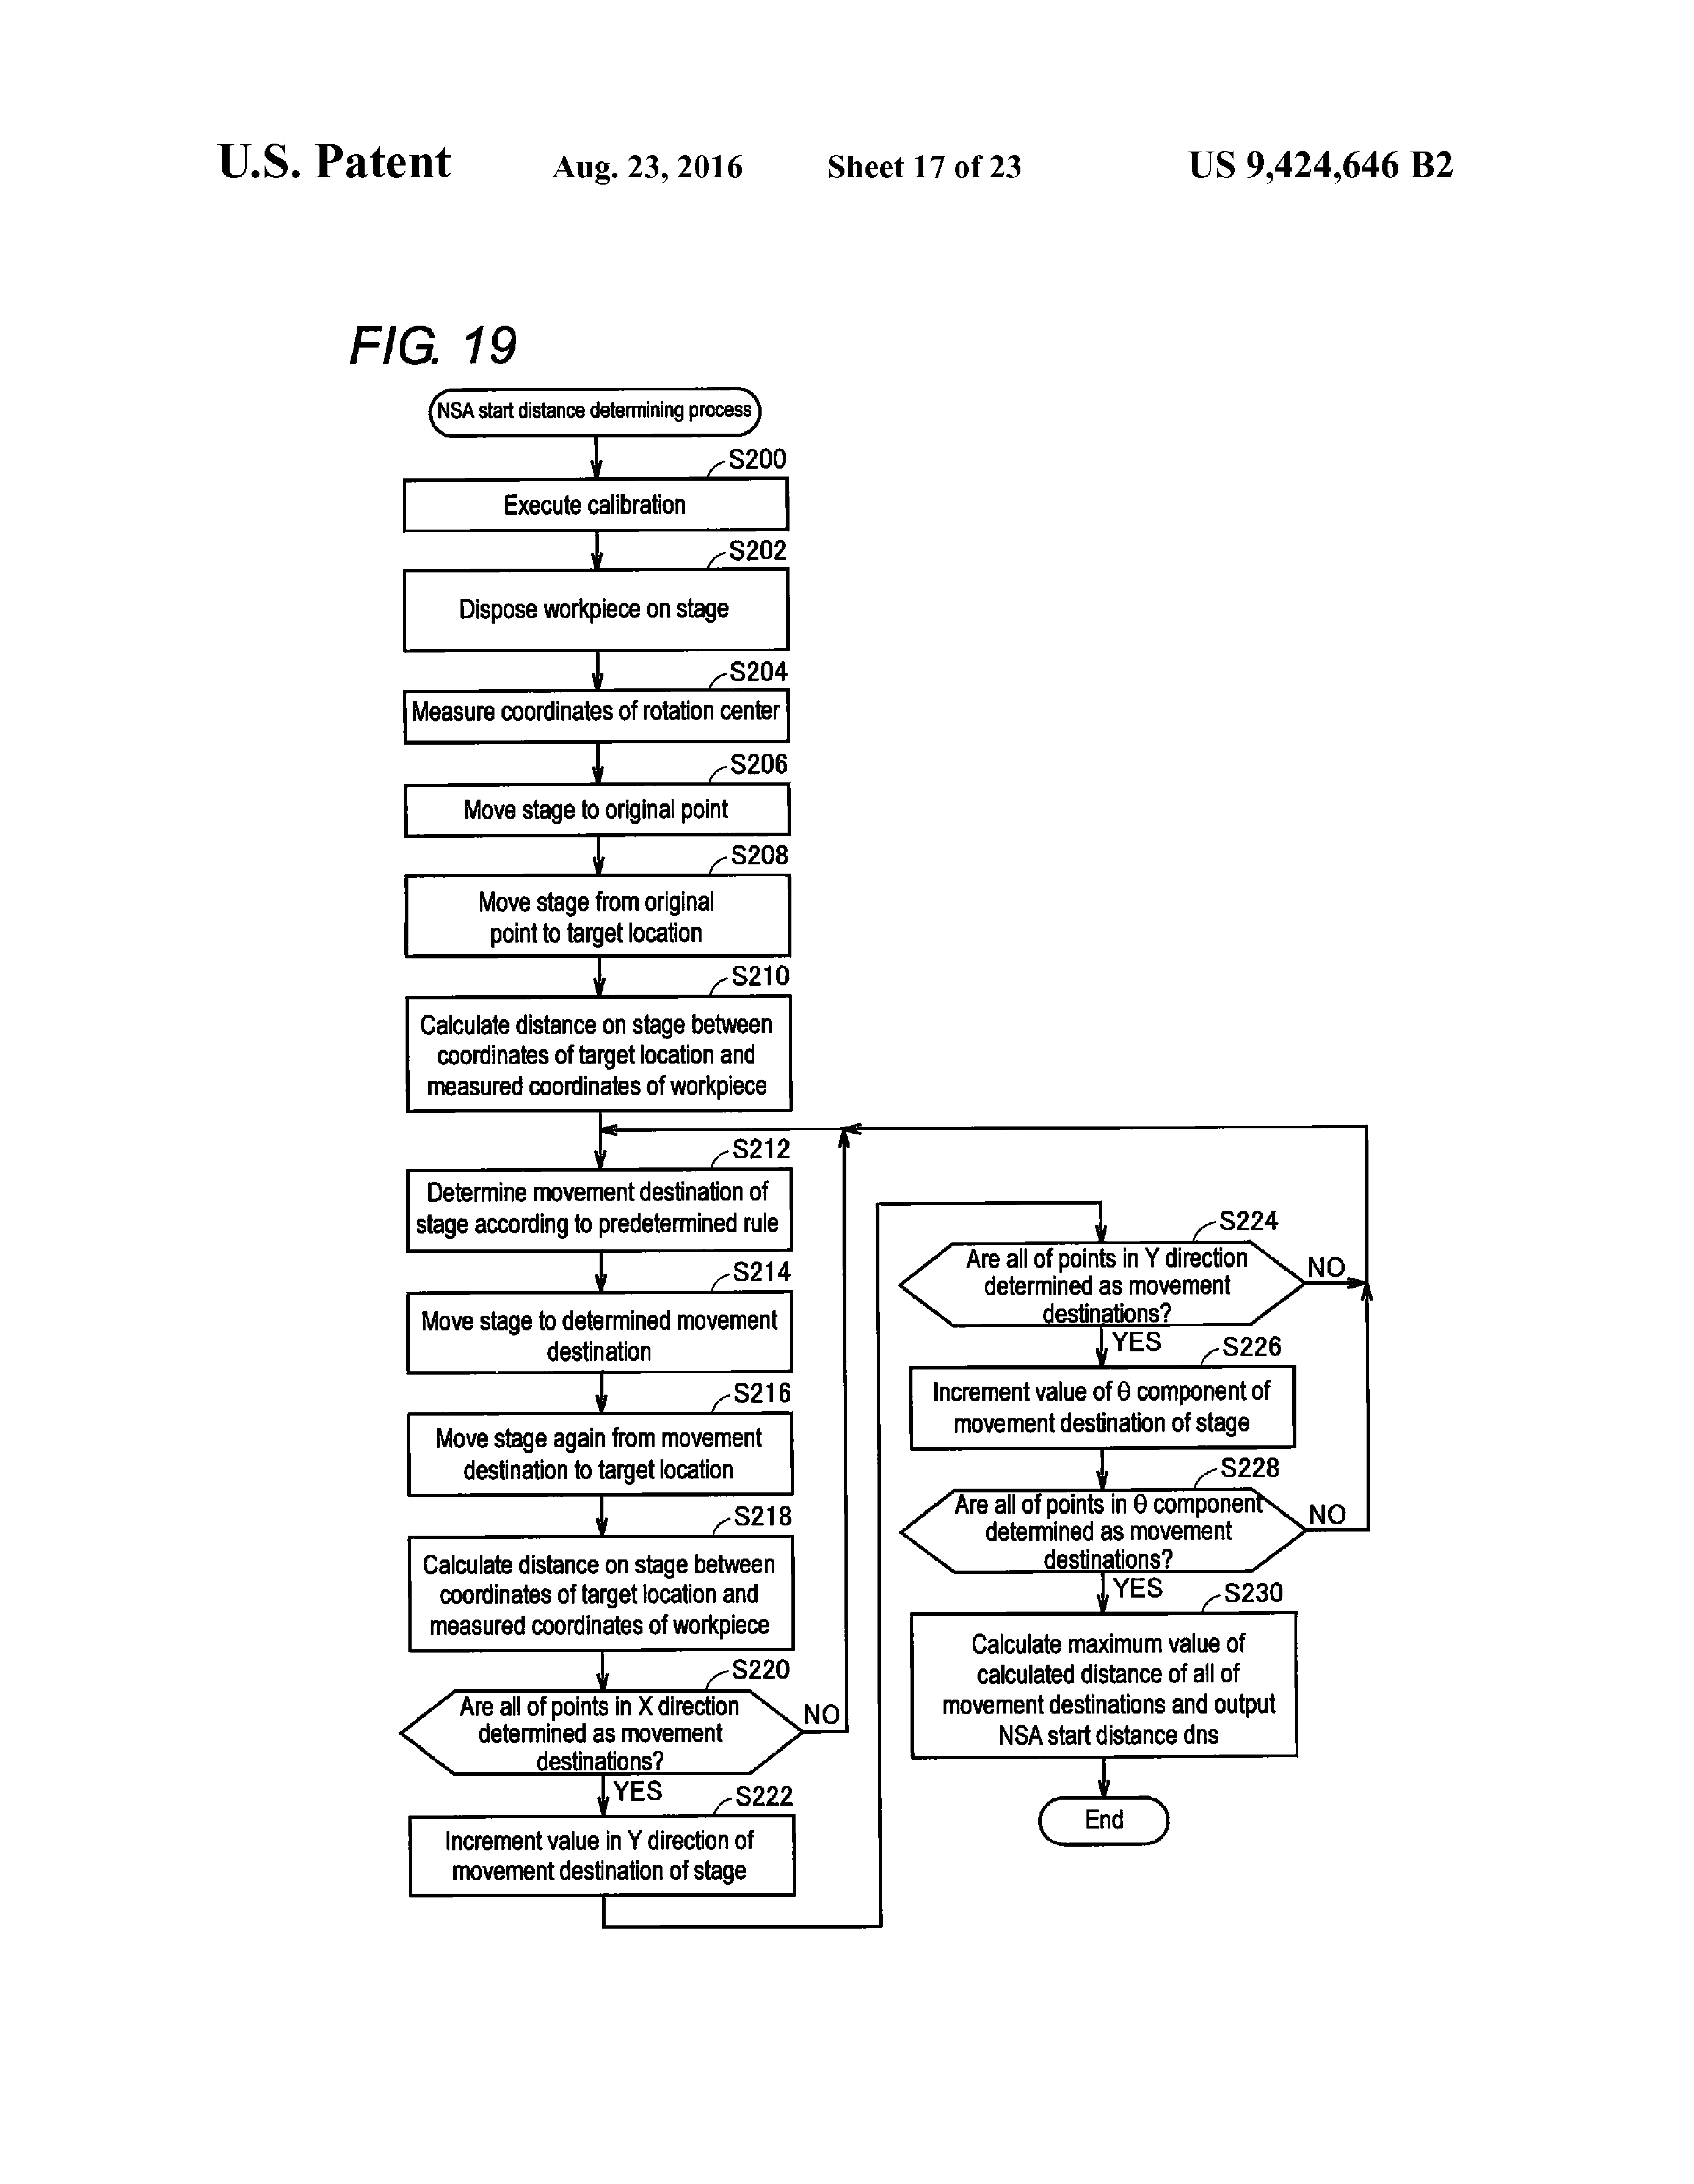 U.S. Patent Aug. 23, 2016 Sheet 17 of 23 US 9,424,646 B2
FIG. 19
NSA start distance determining process
S200
Execute calibration
S202
Dispose workpiece on stage
S204
Measure coordinates of rotation center
S206
Move stage to original point
S208
Move stage from original
point to target location
S210
Calculate distance on stage between
coordinates of target location and
measured coordinates of workpiece
S212
Determine movement destination of
stage according to predetermined rule
S214
Move stage to determined movement
destination
S216
Move stage again from movement
destination to target location
S218
Calculate distance on stage between
coordinates of target location and
measured coordinates of workpiece
S220
Are all of points in X direction
determined as movement
destinations?
NO
YES
S222
Increment value in Y direction of
movement destination of stage
S224
Are all of points in Y direction
determined as movement
destinations?
NO
YES
S226
Increment value of θ component of
movement destination of stage
S228
Are all of points in θ component
determined as movement
destinations?
NO
YES
S230
Calculate maximum value of
calculated distance of all of
movement destinations and output
NSA start distance dns
End